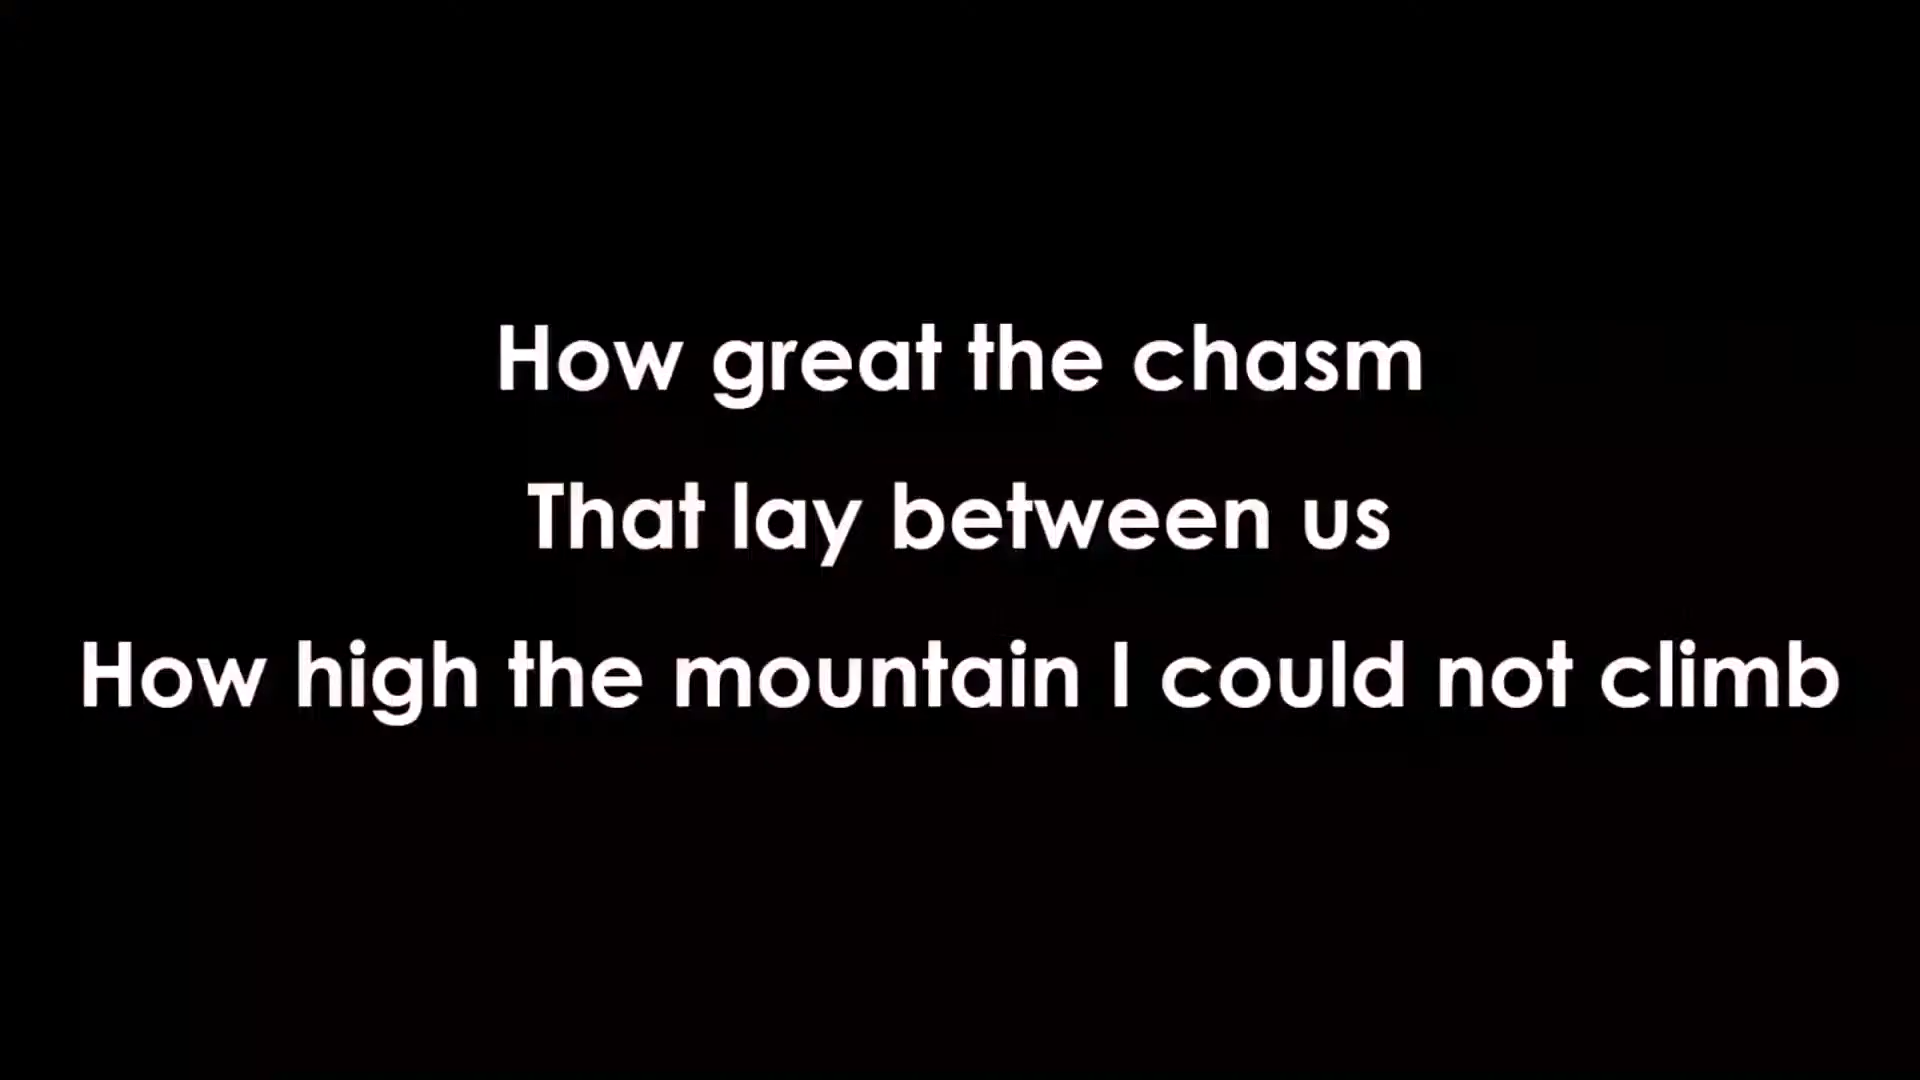 How great the chasm
That lay between us
How high the mountain I could not climb